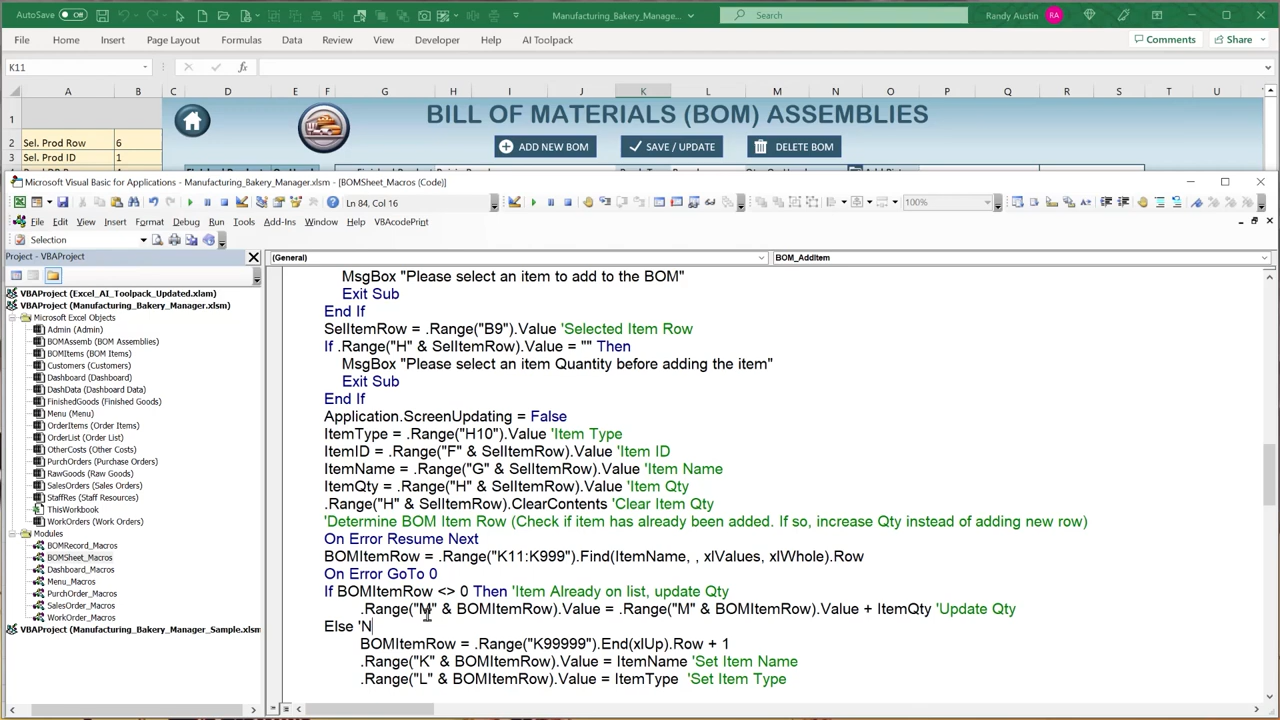 AutoSave Off Manufacturing_Bakery_Manage... Search Randy Austin RA
File Home Insert Page Layout Formulas Data Review View Developer Help AI Toolpack Comments Share
K11
A B C D E F G H I J K L M N O P Q R S T U
1 BILL OF MATERIALS (BOM) ASSEMBLIES
2 Sel. Prod Row 6 ADD NEW BOM SAVE / UPDATE DELETE BOM
3 Sel. Prod ID 1
Microsoft Visual Basic for Applications - Manufacturing_Bakery_Manager.xlsm - [BOMSheet_Macros (Code)]
Ln 84, Col 16 100%
File Edit View Insert Format Debug Run Tools Add-Ins Window Help VBAcodePrint
Selection
Project - VBAProject
(General) BOM_AddItem
VBAProject (Excel_AI_Toolpack_Updated.xlam)
VBAProject (Manufacturing_Bakery_Manager.xlsm)
Microsoft Excel Objects
Admin (Admin)
BOMAssemb (BOM Assemblies)
BOMItems (BOM Items)
Customers (Customers)
Dashboard (Dashboard)
DashData (Dashboard Data)
FinishedGoods (Finished Goods)
Menu (Menu)
OrderItems (Order Items)
OrderList (Order List)
OtherCosts (Other Costs)
PurchOrders (Purchase Orders)
RawGoods (Raw Goods)
SalesOrders (Sales Orders)
StaffRes (Staff Resources)
ThisWorkbook
WorkOrders (Work Orders)
Modules
BOMRecord_Macros
BOMSheet_Macros
Dashboard_Macros
Menu_Macros
PurchOrder_Macros
SalesOrder_Macros
WorkOrder_Macros
VBAProject (Manufacturing_Bakery_Manager_Sample.xlsm
MsgBox "Please select an item to add to the BOM"
Exit Sub
End If
SelItemRow = .Range("B9").Value 'Selected Item Row
If .Range("H" & SelItemRow).Value = "" Then
MsgBox "Please select an item Quantity before adding the item"
Exit Sub
End If
Application.ScreenUpdating = False
ItemType = .Range("H10").Value 'Item Type
ItemID = .Range("F" & SelItemRow).Value 'Item ID
ItemName = .Range("G" & SelItemRow).Value 'Item Name
ItemQty = .Range("H" & SelItemRow).Value 'Item Qty
.Range("H" & SelItemRow).ClearContents 'Clear Item Qty
'Determine BOM Item Row (Check if item has already been added. If so, increase Qty instead of adding new row)
On Error Resume Next
BOMItemRow = .Range("K11:K999").Find(ItemName, , xlValues, xlWhole).Row
On Error GoTo 0
If BOMItemRow <> 0 Then 'Item Already on list, update Qty
.Range("M" & BOMItemRow).Value = .Range("M" & BOMItemRow).Value + ItemQty 'Update Qty
Else 'N
BOMItemRow = .Range("K99999").End(xlUp).Row + 1
.Range("K" & BOMItemRow).Value = ItemName 'Set Item Name
.Range("L" & BOMItemRow).Value = ItemType 'Set Item Type